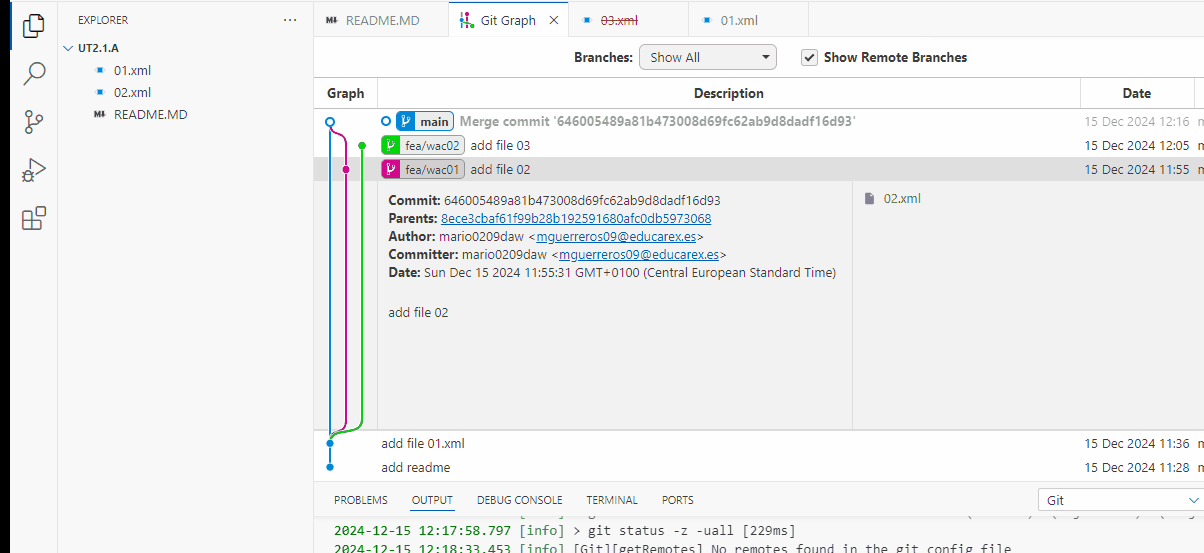 EXPLORER
README.MD
Git Graph
03.xml
01.xml
UT2.1.A
01.xml
02.xml
README.MD
Branches: Show All Show Remote Branches
Graph Description Date
main Merge commit '646005489a81b473008d69fc62ab9d8dadf16d93' 15 Dec 2024 12:16
fea/wac02 add file 03 15 Dec 2024 12:05
fea/wac01 add file 02 15 Dec 2024 11:55
Commit: 646005489a81b473008d69fc62ab9d8dadf16d93
Parents: 8ece3cbaf61f99b28b192591680afc0db5973068
Author: mario0209daw <mguerreros09@educarex.es>
Committer: mario0209daw <mguerreros09@educarex.es>
Date: Sun Dec 15 2024 11:55:31 GMT+0100 (Central European Standard Time)
add file 02
02.xml
add file 01.xml 15 Dec 2024 11:36
add readme 15 Dec 2024 11:28
PROBLEMS OUTPUT DEBUG CONSOLE TERMINAL PORTS Git
2024-12-15 12:17:58.797 [info] > git status -z -uall [229ms]
2024-12-15 12:18:33.453 [info] [Git][getRemotes] No remotes found in the git config file